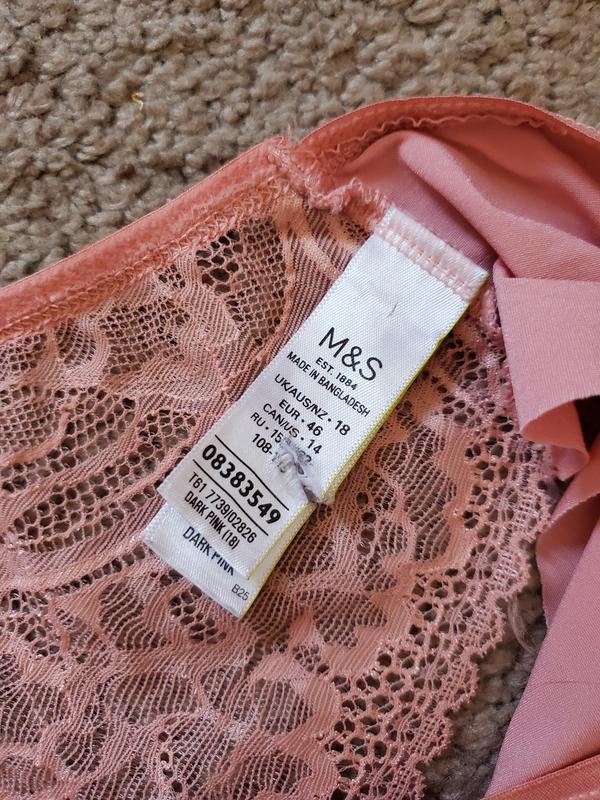 M&S
EST. 1884
MADE IN BANGLADESH
UK/AUS/NZ • 18
EUR • 46
CAN/US • 14
RU • 15
108-
08383549
T61 7739|02826
DARK PINK (18)
DARK PINK
B25